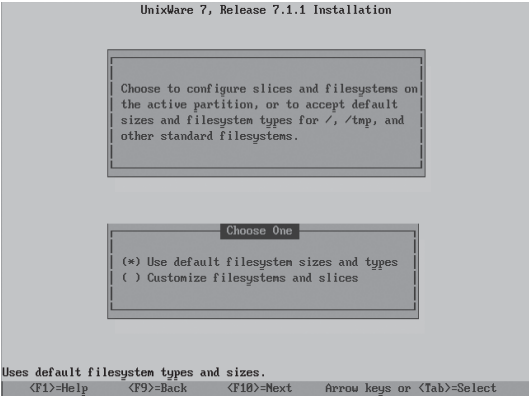 UnixWare 7, Release 7.1.1 Installation
Choose to configure slices and filesystems on
the active partition, or to accept default
sizes and filesystem types for /, /tmp, and
other standard filesystems.
Choose One
(*) Use default filesystem sizes and types
( ) Customize filesystems and slices
Uses default filesystem types and sizes.
<F1>=Help <F9>=Back <F10>=Next Arrow keys or <Tab>=Select